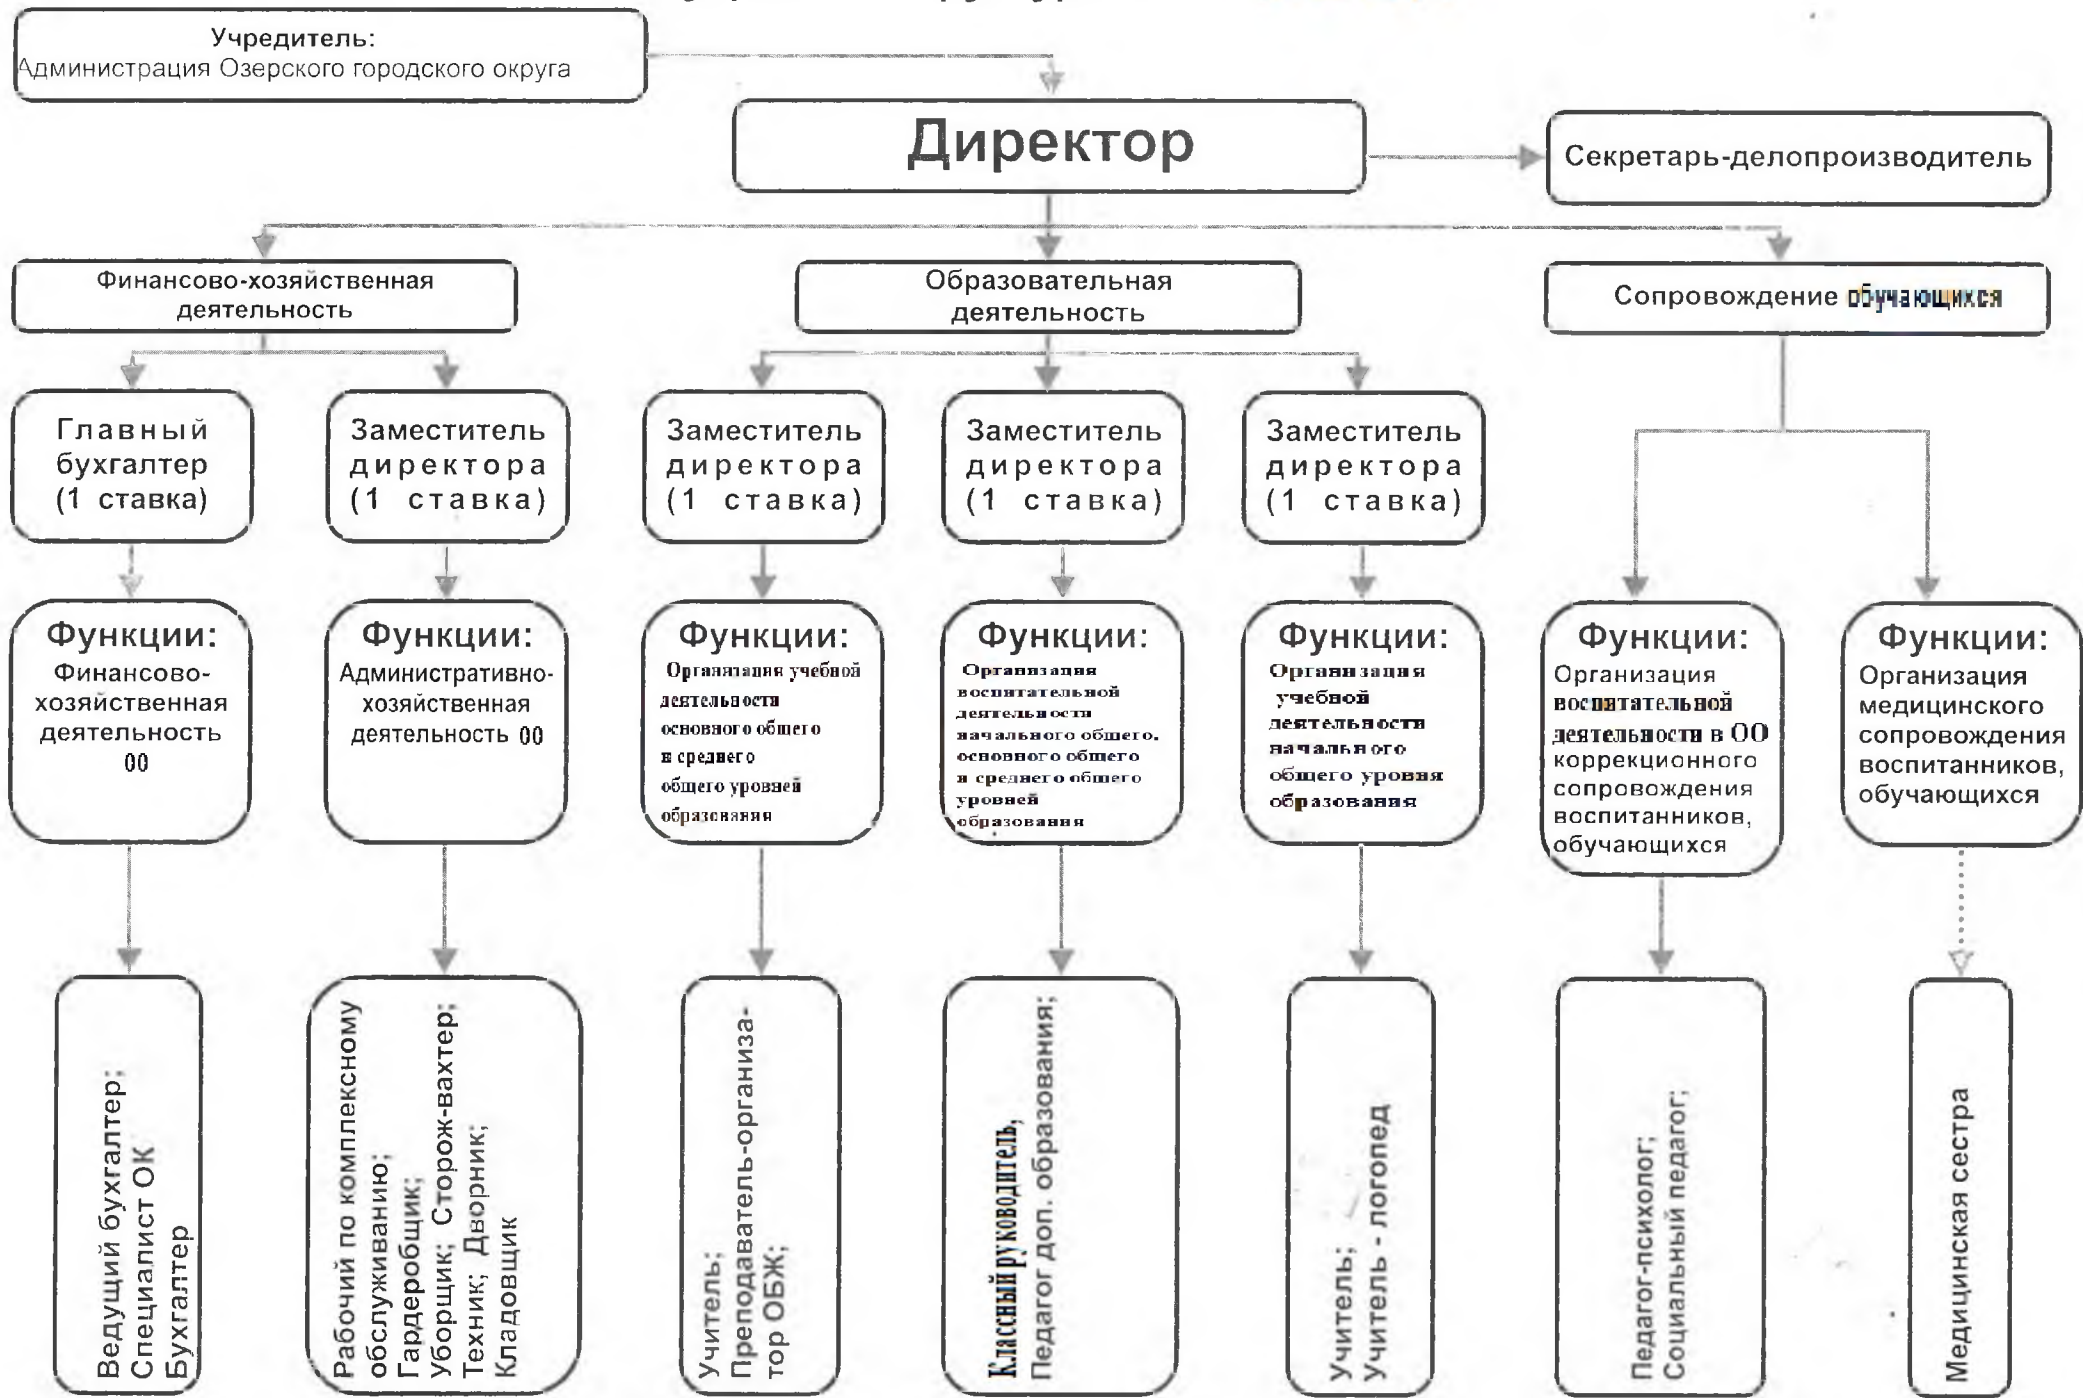 Учредитель:
Администрация Озерского городского округа
Директор
Секретарь-делопроизводитель
Финансово-хозяйственная
деятельность
Образовательная
деятельность
Сопровождение обучающихся
Главный
бухгалтер
(1 ставка)
Заместитель
директора
(1 ставка)
Заместитель
директора
(1 ставка)
Заместитель
директора
(1 ставка)
Заместитель
директора
(1 ставка)
Функции:
Финансово-
хозяйственная
деятельность
00
Функции:
Административно-
хозяйственная
деятельность 00
Функции:
Организация учебной
деятельности
основного общего
и среднего
общего уровней
образования
Функции:
Организация
воспитательной
деятельности
начального общего,
основного общего
и среднего общего
уровней
образования
Функции:
Организация
учебной
деятельности
начального
общего уровня
образования
Функции:
Организация
воспитательной
деятельности в ОО
коррекционного
сопровождения
воспитанников,
обучающихся
Функции:
Организация
медицинского
сопровождения
воспитанников,
обучающихся
Ведущий бухгалтер;
Специалист ОК
Бухгалтер
Рабочий по комплексному
обслуживанию;
Гардеробщик;
Уборщик; Сторож-вахтер;
Техник; Дворник;
Кладовщик
Учитель;
Преподаватель-организа-
тор ОБЖ;
Классный руководитель,
Педагог доп. образования;
Учитель;
Учитель - логопед
Педагог-психолог;
Социальный педагог;
Медицинская сестра